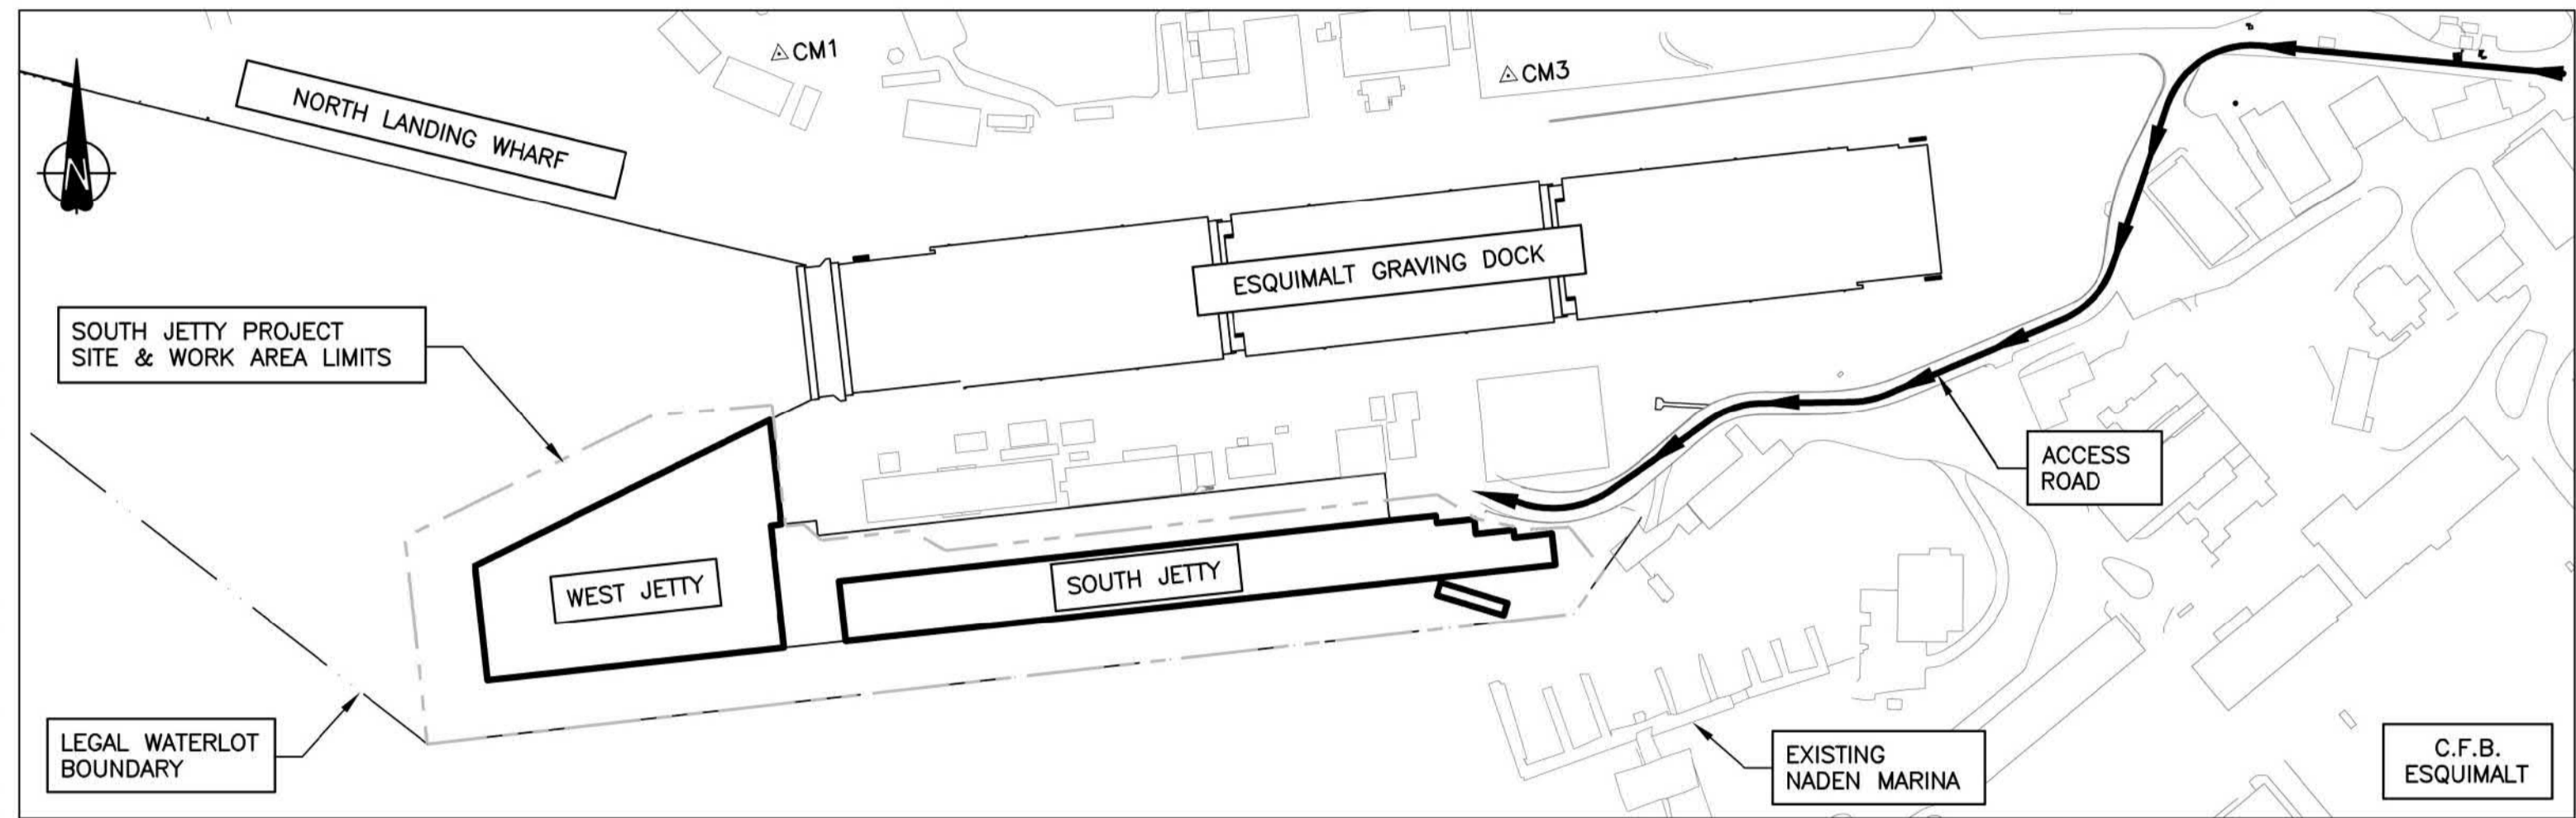 CM1
CM3
NORTH LANDING WHARF
N
ESQUIMALT GRAVING DOCK
SOUTH JETTY PROJECT
SITE & WORK AREA LIMITS
ACCESS
ROAD
WEST JETTY
SOUTH JETTY
LEGAL WATERLOT
BOUNDARY
EXISTING
NADEN MARINA
C.F.B.
ESQUIMALT